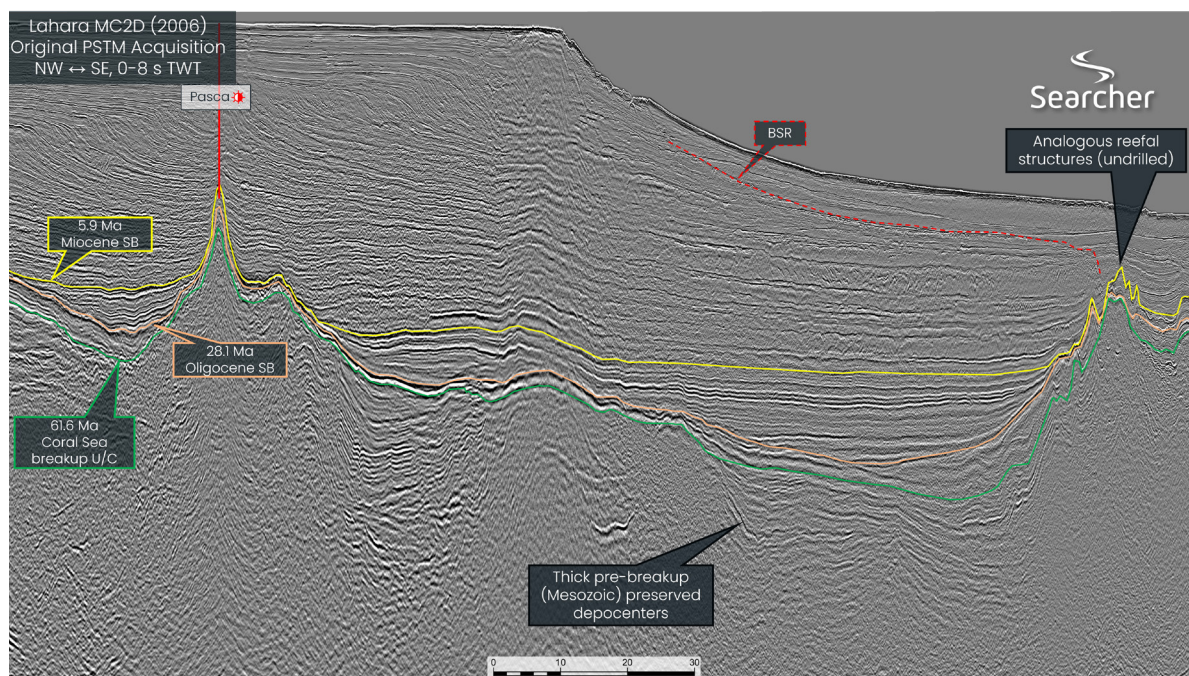 Lahara MC2D (2006)
Original PSTM Acquisition
NW ↔ SE, 0-8 s TWT
Pasca
Searcher
BSR
Analogous reefal
structures (undrilled)
5.9 Ma
Miocene SB
28.1 Ma
Oligocene SB
61.6 Ma
Coral Sea
breakup U/C
Thick pre-breakup
(Mesozoic) preserved
depocenters
0 10 20 30